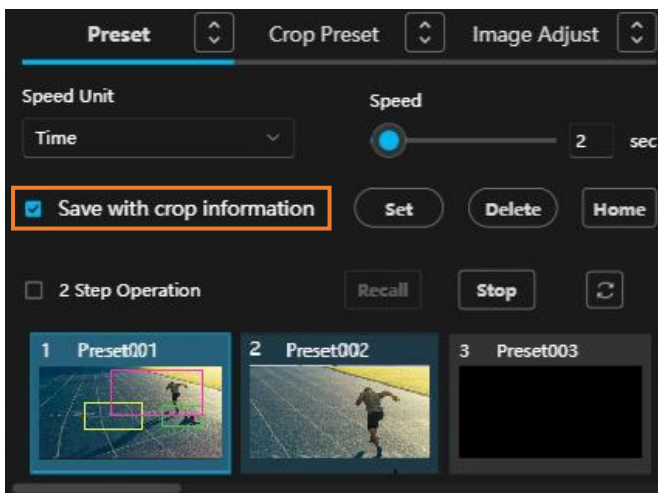 Preset Crop Preset Image Adjust
Speed Unit Speed
Time 2 sec
Save with crop information Set Delete Home
2 Step Operation Recall Stop
1 Preset001 2 Preset002 3 Preset003